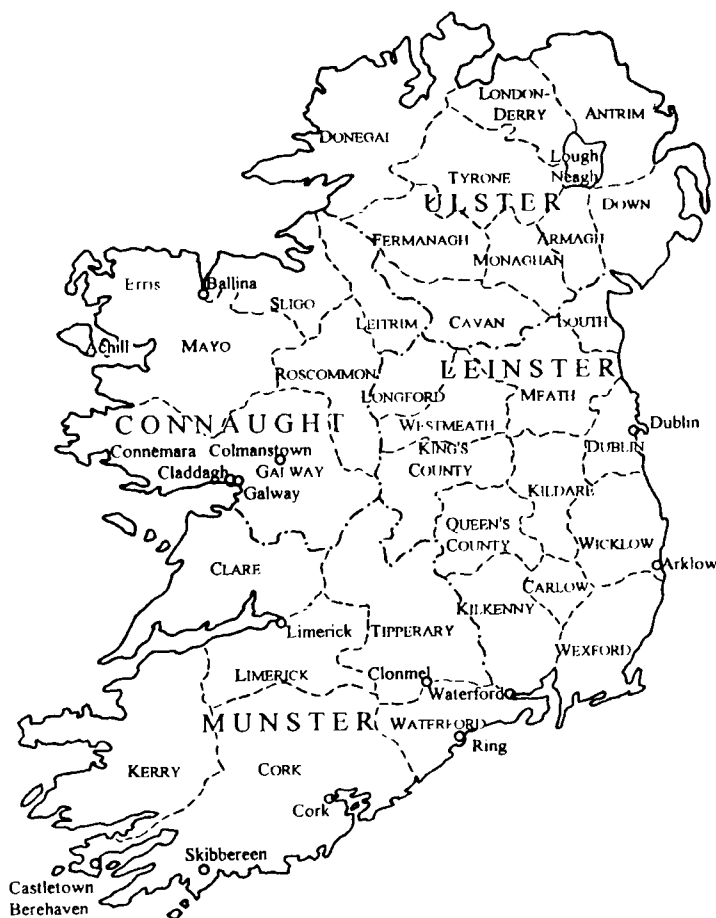 LONDON-
DERRY
ANTRIM
DONEGAL
Lough
Neagh
TYRONE
ULSTER
DOWN
FERMANAGH
ARMAGH
MONAGHAN
Erris
Ballina
SLIGO
LEITRIM
CAVAN
LOUTH
Achill
MAYO
ROSCOMMON
LEINSTER
LONGFORD
MEATH
CONNAUGHT
WESTMEATH
Dublin
Connemara
Colmanstown
KING'S
COUNTY
DUBLIN
Claddagh
GALWAY
Galway
KILDARE
QUEEN'S
COUNTY
WICKLOW
CLARE
Arklow
CARLOW
KILKENNY
Limerick
TIPPERARY
WEXFORD
LIMERICK
Clonmel
Waterford
MUNSTER
WATERFORD
Ring
KERRY
CORK
Cork
Skibbereen
Castletown
Berehaven